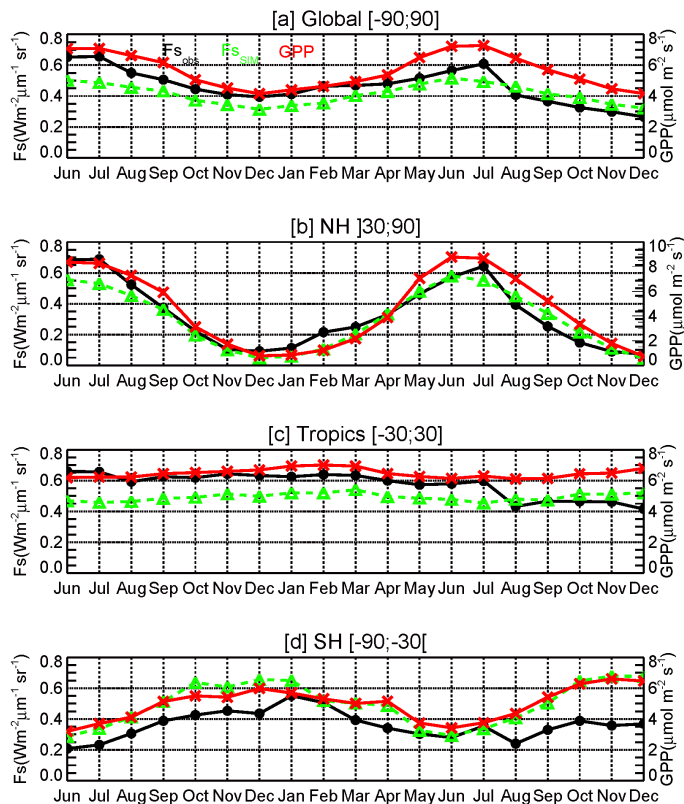 [a] Global [-90;90]
Fs_obs Fs_SIM GPP
Fs(Wm⁻²μm⁻¹ sr⁻¹)
0.8
0.6
0.4
0.2
0.0
8
6
4
2
0
GPP(μmol m⁻² s⁻¹)
Jun Jul Aug Sep Oct Nov Dec Jan Feb Mar Apr May Jun Jul Aug Sep Oct Nov Dec
[b] NH ]30;90]
Fs(Wm⁻²μm⁻¹ sr⁻¹)
0.8
0.6
0.4
0.2
0.0
10
8
6
4
2
0
GPP(μmol m⁻² s⁻¹)
Jun Jul Aug Sep Oct Nov Dec Jan Feb Mar Apr May Jun Jul Aug Sep Oct Nov Dec
[c] Tropics [-30;30]
Fs(Wm⁻²μm⁻¹ sr⁻¹)
0.8
0.6
0.4
0.2
0.0
8
6
4
2
0
GPP(μmol m⁻² s⁻¹)
Jun Jul Aug Sep Oct Nov Dec Jan Feb Mar Apr May Jun Jul Aug Sep Oct Nov Dec
[d] SH [-90;-30[
Fs(Wm⁻²μm⁻¹ sr⁻¹)
0.8
0.6
0.4
0.2
0.0
8
6
4
2
0
GPP(μmol m⁻² s⁻¹)
Jun Jul Aug Sep Oct Nov Dec Jan Feb Mar Apr May Jun Jul Aug Sep Oct Nov Dec